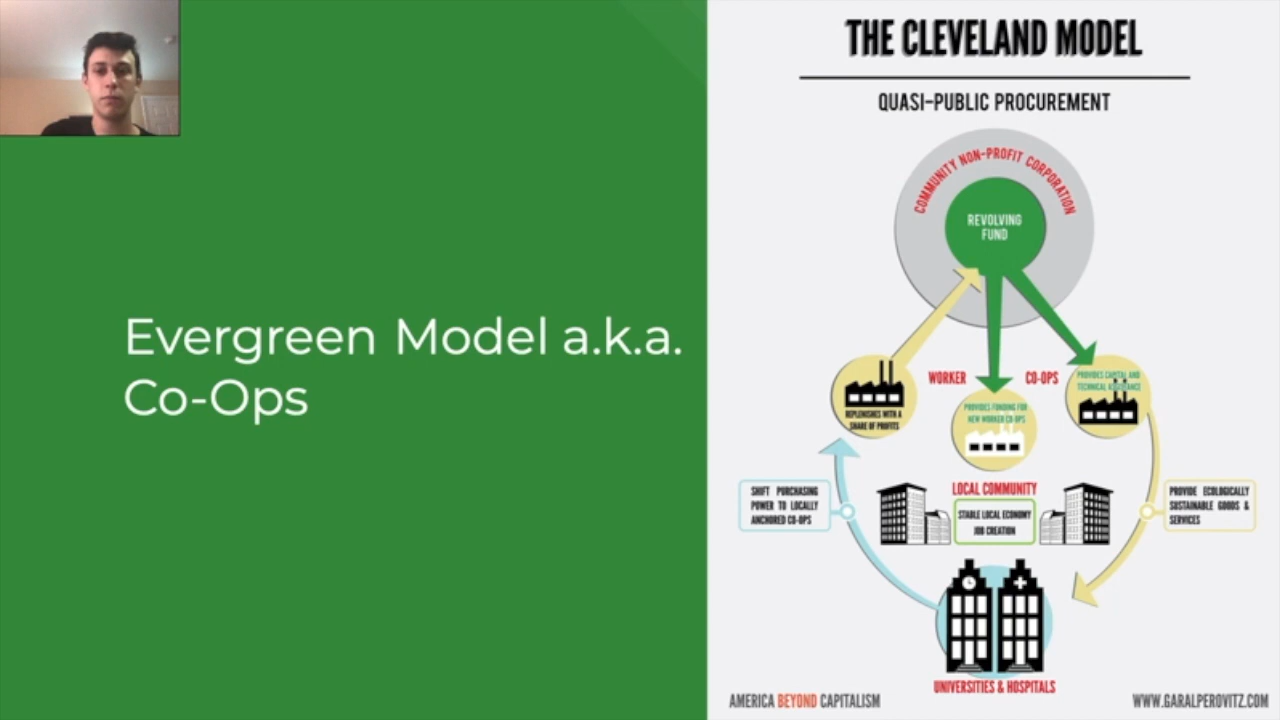 Evergreen Model a.k.a.
Co-Ops
THE CLEVELAND MODEL
QUASI-PUBLIC PROCUREMENT
COMMUNITY NON-PROFIT CORPORATION
REVOLVING
FUND
WORKER CO-OPS
REPLENISHES WITH A
SHARE OF PROFITS
PROVIDES FUNDING FOR
NEW WORKER CO-OPS
PROVIDES CAPITAL AND
TECHNICAL ASSISTANCE
SHIFT PURCHASING
POWER TO LOCALLY
ANCHORED CO-OPS
LOCAL COMMUNITY
STABLE LOCAL ECONOMY
JOB CREATION
PROVIDE ECOLOGICALLY
SUSTAINABLE GOODS &
SERVICES
UNIVERSITIES & HOSPITALS
AMERICA BEYOND CAPITALISM
WWW.GARALPEROVITZ.COM